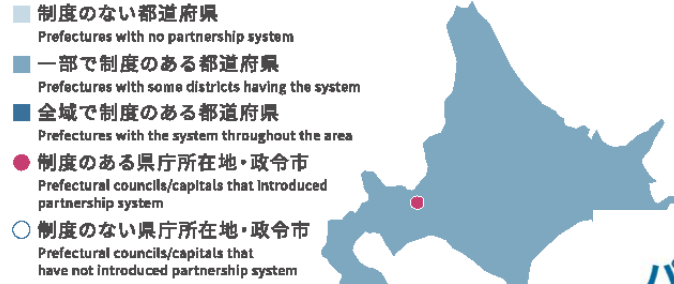 制度のない都道府県
Prefectures with no partnership system
一部で制度のある都道府県
Prefectures with some districts having the system
全域で制度のある都道府県
Prefectures with the system throughout the area
制度のある県庁所在地・政令市
Prefectural councils/capitals that introduced
partnership system
制度のない県庁所在地・政令市
Prefectural councils/capitals that
have not introduced partnership system